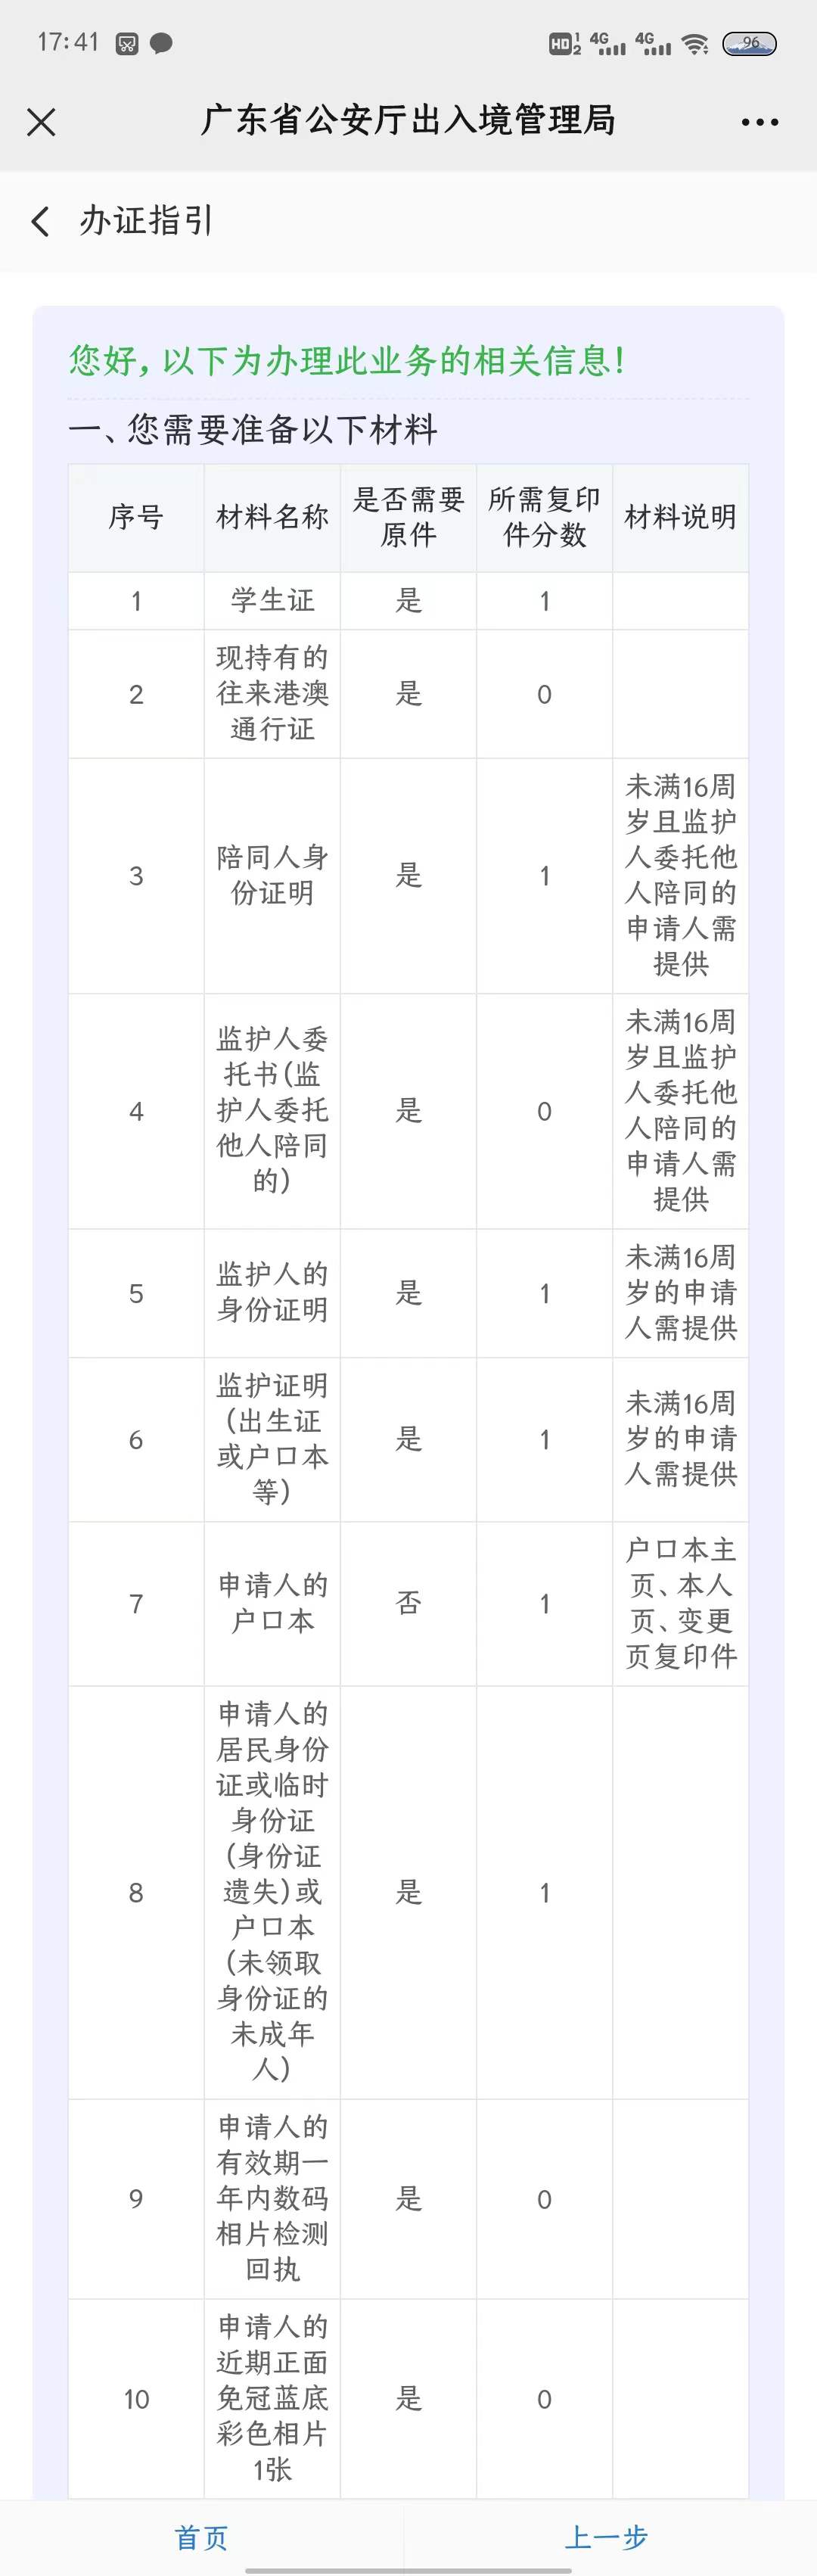 17:41
HD 1 2 4G 4G 96
广东省公安厅出入境管理局
办证指引
您好,以下为办理此业务的相关信息!
一、您需要准备以下材料
序号
材料名称
是否需要
原件
所需复印
件分数
材料说明
1
学生证
是
1
2
现持有的
往来港澳
通行证
是
0
3
陪同人身
份证明
是
1
未满16周
岁且监护
人委托他
人陪同的
申请人需
提供
4
监护人委
托书(监
护人委托
他人陪同
的)
是
0
未满16周
岁且监护
人委托他
人陪同的
申请人需
提供
5
监护人的
身份证明
是
1
未满16周
岁的申请
人需提供
6
监护证明
(出生证
或户口本
等)
是
1
未满16周
岁的申请
人需提供
7
申请人的
户口本
否
1
户口本主
页、本人
页、变更
页复印件
8
申请人的
居民身份
证或临时
身份证
(身份证
遗失)或
户口本
(未领取
身份证的
未成年
人)
是
1
9
申请人的
有效期一
年内数码
相片检测
回执
是
0
10
申请人的
近期正面
免冠蓝底
彩色相片
1张
是
0
首页
上一步